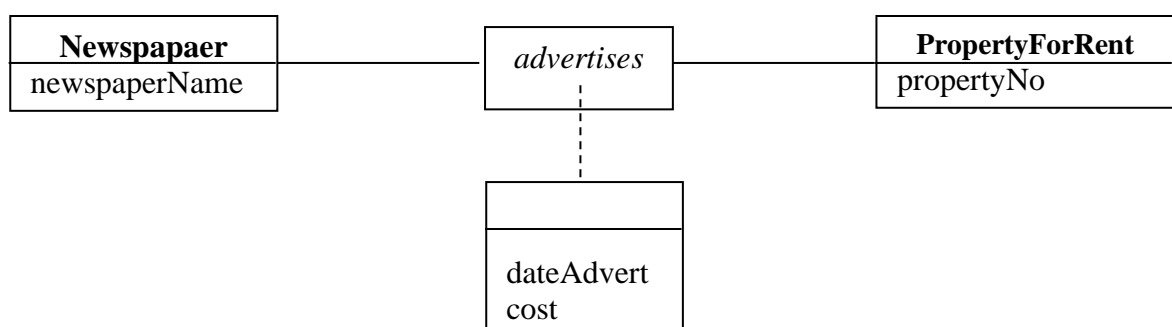 Newspapaer
newspaperName
advertises
PropertyForRent
propertyNo
dateAdvert
cost